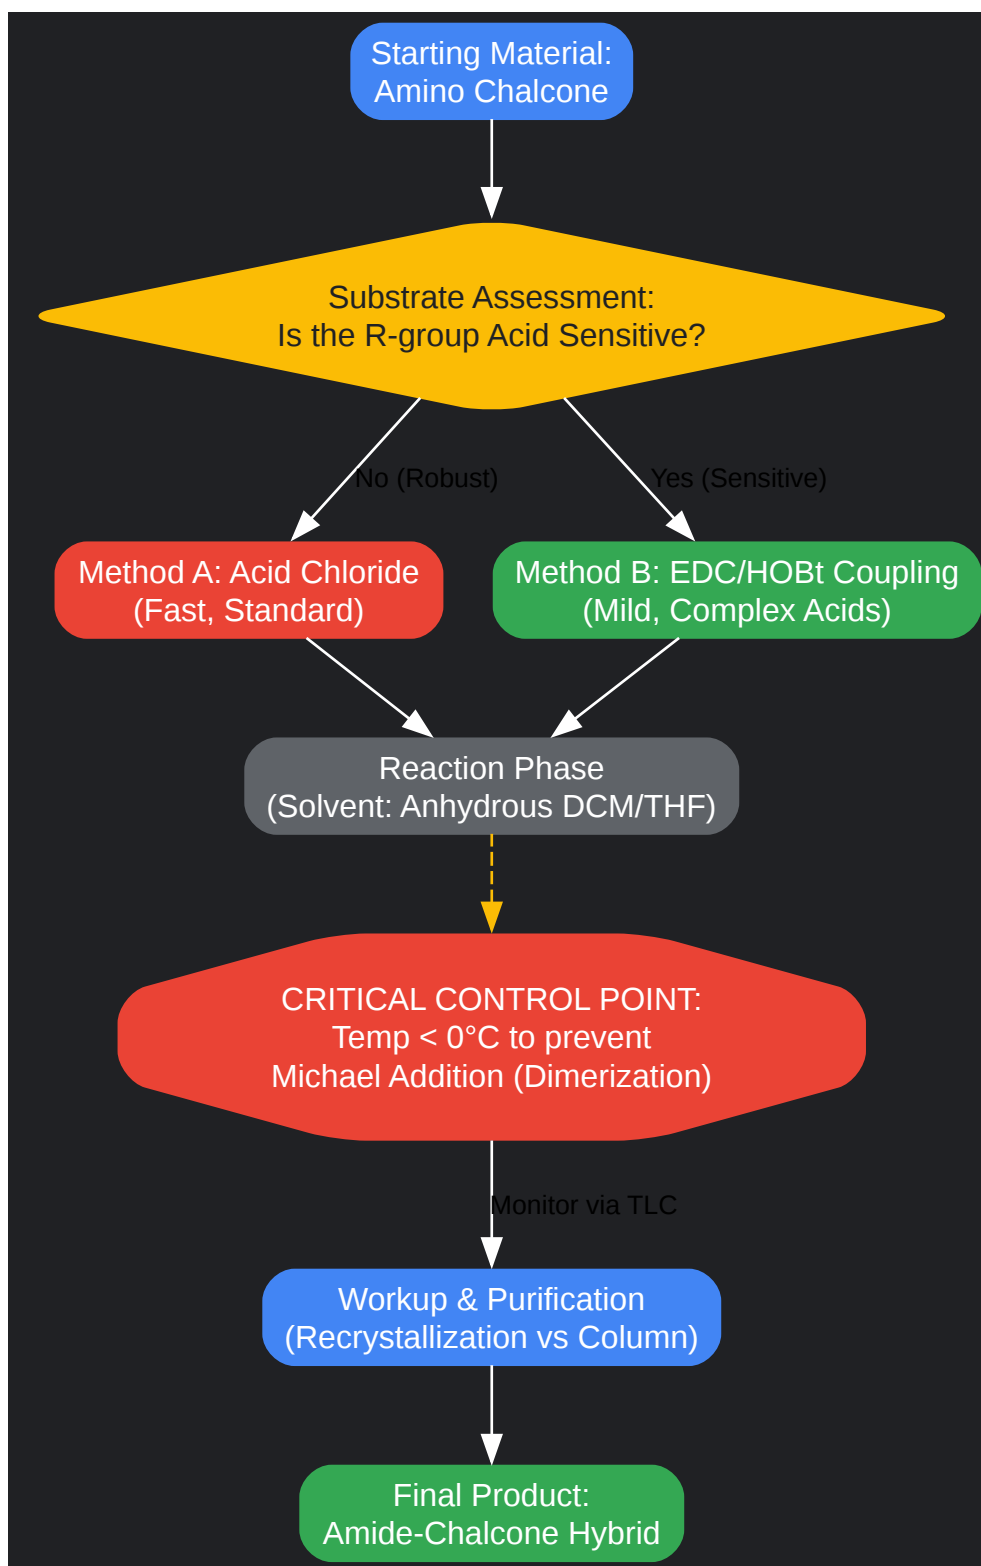 Starting Material:
Amino Chalcone
Substrate Assessment:
Is the R-group Acid Sensitive?
No (Robust)
Yes (Sensitive)
Method A: Acid Chloride
(Fast, Standard)
Method B: EDC/HOBt Coupling
(Mild, Complex Acids)
Reaction Phase
(Solvent: Anhydrous DCM/THF)
CRITICAL CONTROL POINT:
Temp < 0°C to prevent
Michael Addition (Dimerization)
Monitor via TLC
Workup & Purification
(Recrystallization vs Column)
Final Product:
Amide-Chalcone Hybrid